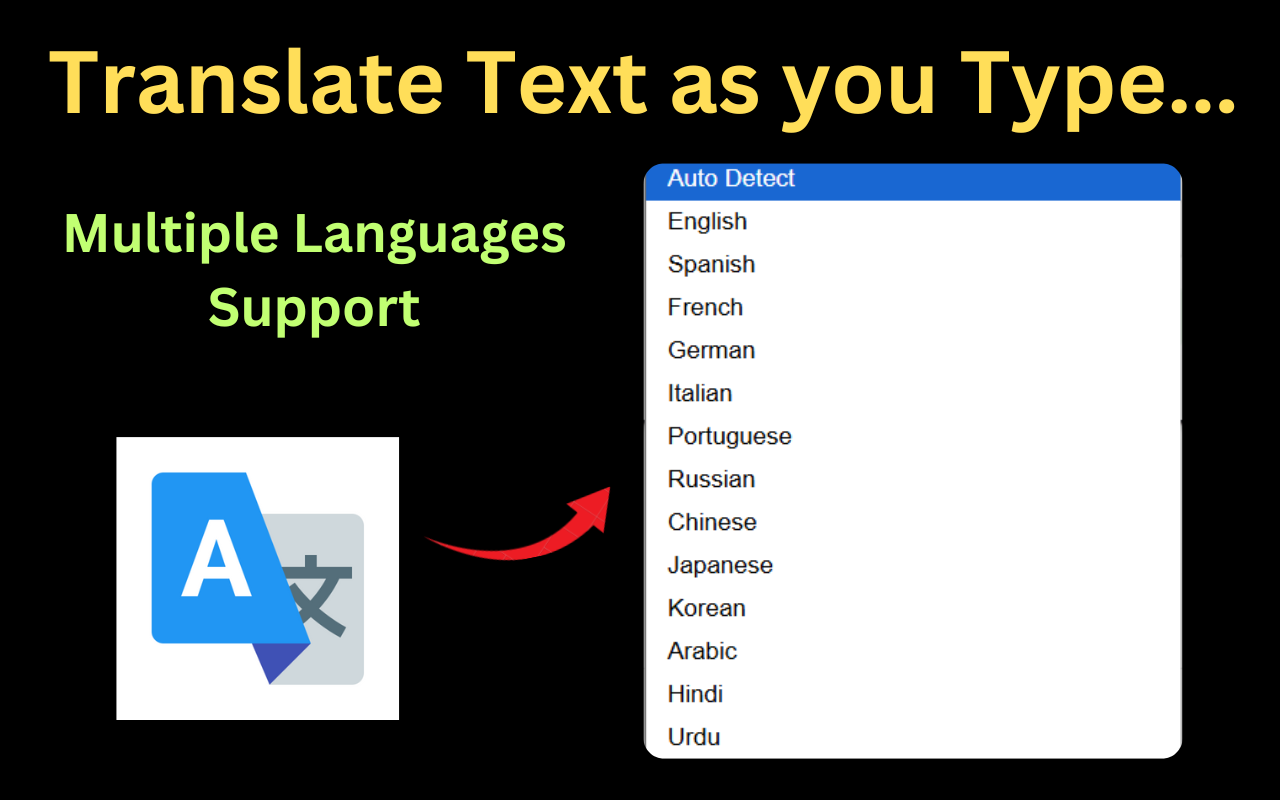 Translate Text as you Type...
Multiple Languages
Support
Auto Detect
English
Spanish
French
German
Italian
Portuguese
Russian
Chinese
Japanese
Korean
Arabic
Hindi
Urdu
A
文